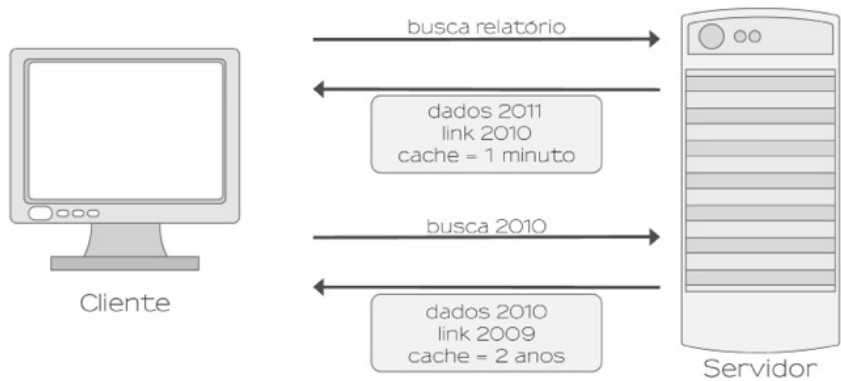 busca relatório
dados 2011
link 2010
cache = 1 minuto
busca 2010
dados 2010
link 2009
cache = 2 anos
Cliente
Servidor